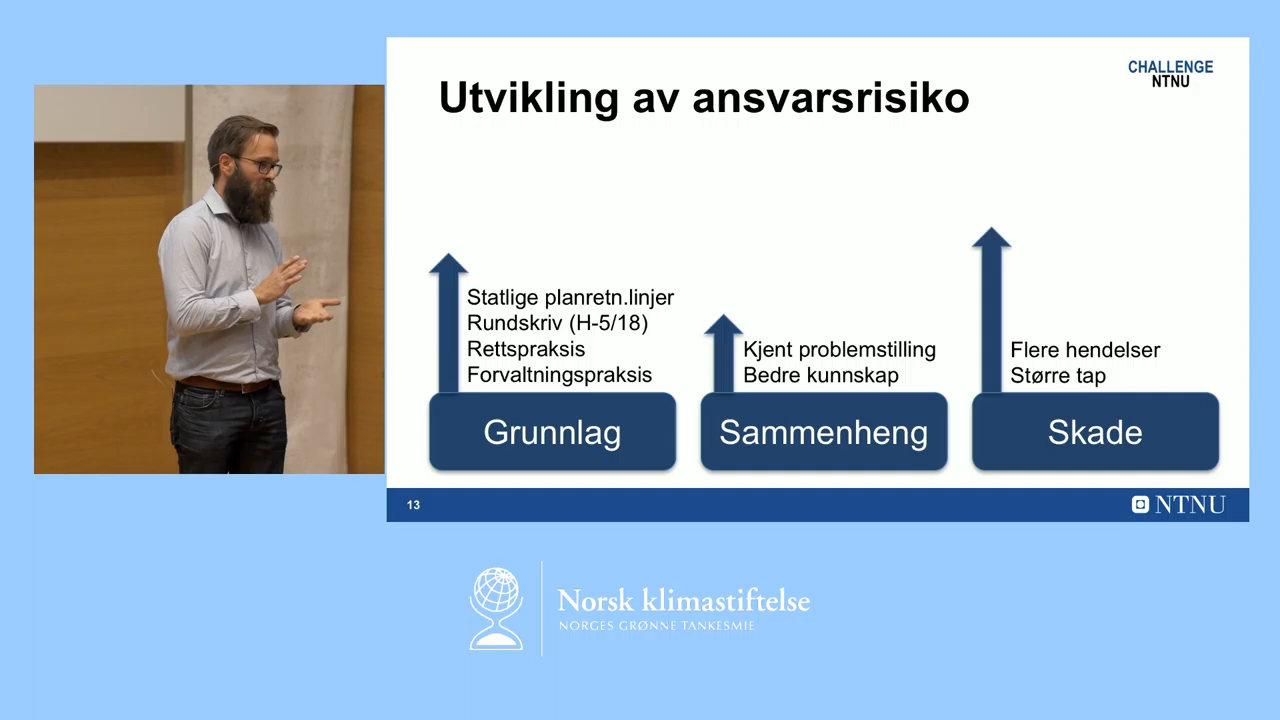 CHALLENGE
NTNU
Utvikling av ansvarsrisiko
Statlige planretn.linjer
Rundskriv (H-5/18)
Rettspraksis
Forvaltningspraksis
Grunnlag
Kjent problemstilling
Bedre kunnskap
Sammenheng
Flere hendelser
Større tap
Skade
13
NTNU
Norsk klimastiftelse
NORGES GRØNNE TANKESMIE